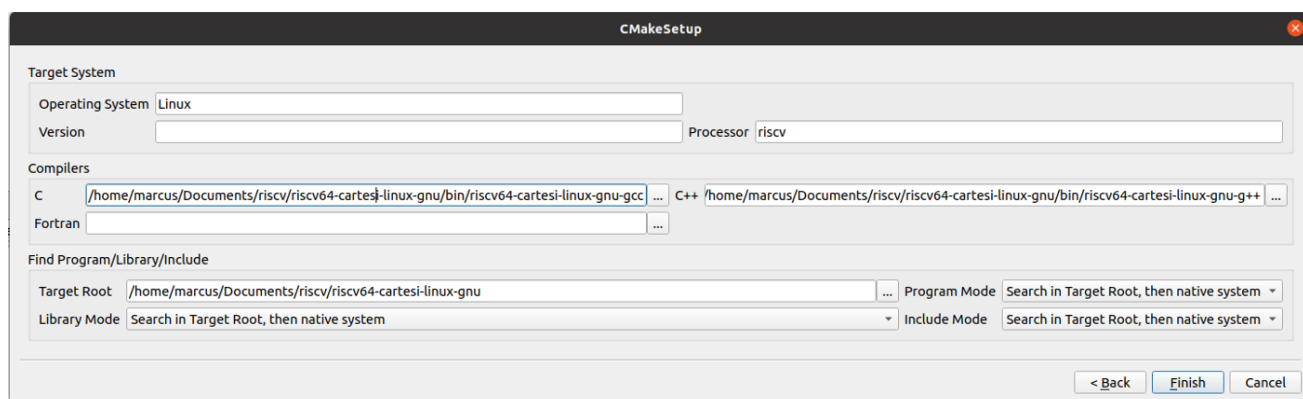 CMakeSetup
Target System
Operating System Linux
Version Processor riscv
Compilers
C /home/marcus/Documents/riscv/riscv64-cartesi-linux-gnu/bin/riscv64-cartesi-linux-gnu-gcc ... C++ /home/marcus/Documents/riscv/riscv64-cartesi-linux-gnu/bin/riscv64-cartesi-linux-gnu-g++ ...
Fortran ...
Find Program/Library/Include
Target Root /home/marcus/Documents/riscv/riscv64-cartesi-linux-gnu ... Program Mode Search in Target Root, then native system
Library Mode Search in Target Root, then native system Include Mode Search in Target Root, then native system
< Back Finish Cancel